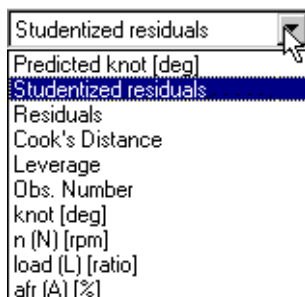 Studentized residuals
Predicted knot [deg]
Studentized residuals
Residuals
Cook's Distance
Leverage
Obs. Number
knot [deg]
n (N) [rpm]
load (L) [ratio]
afr (A) [%]